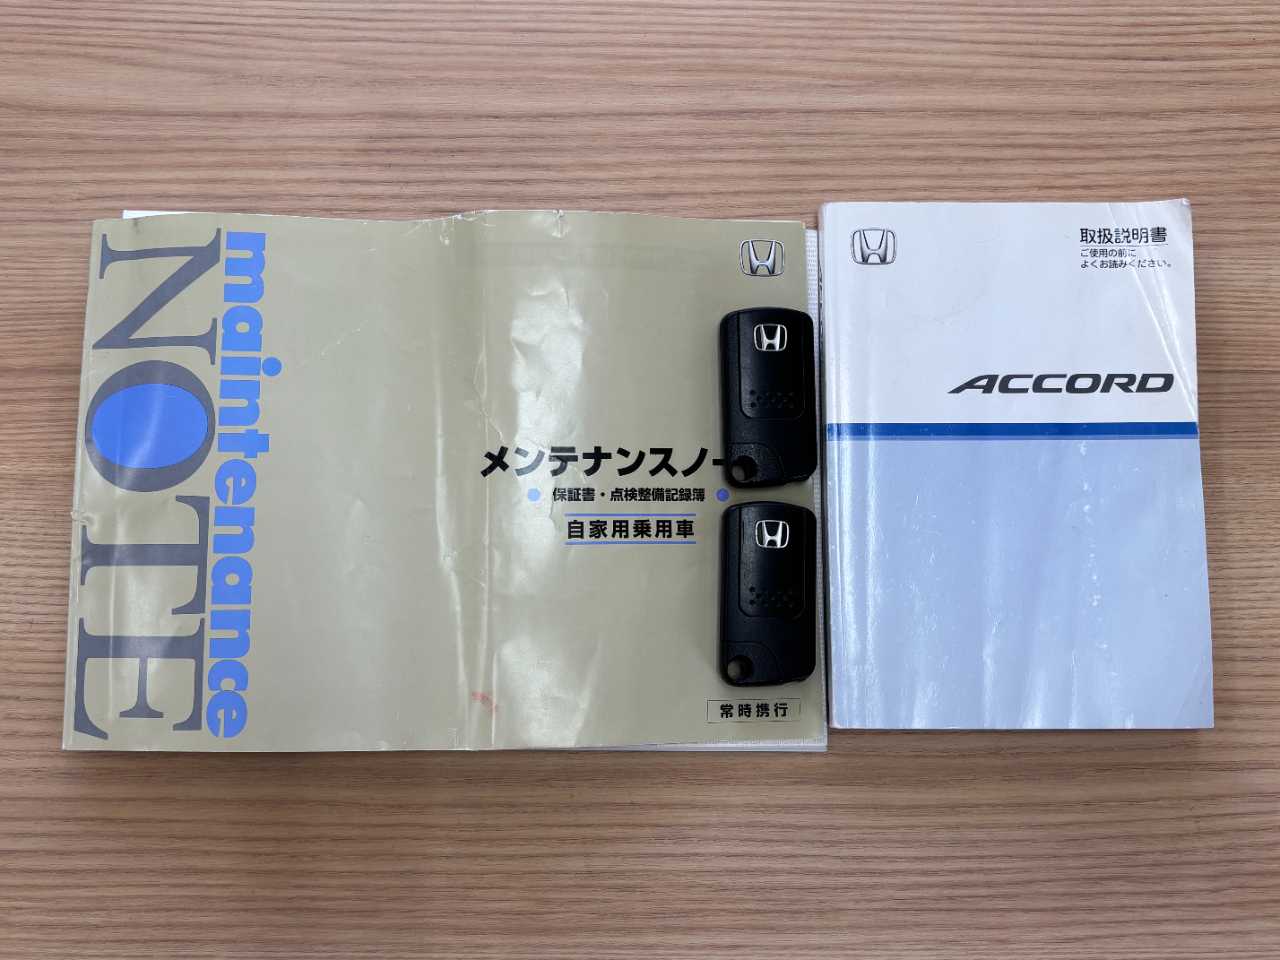 maintenance
NOTE
メンテナンスノー
保証書・点検整備記録簿
自家用乗用車
常時携行
取扱説明書
ご使用の前に
よくお読みください。
ACCORD